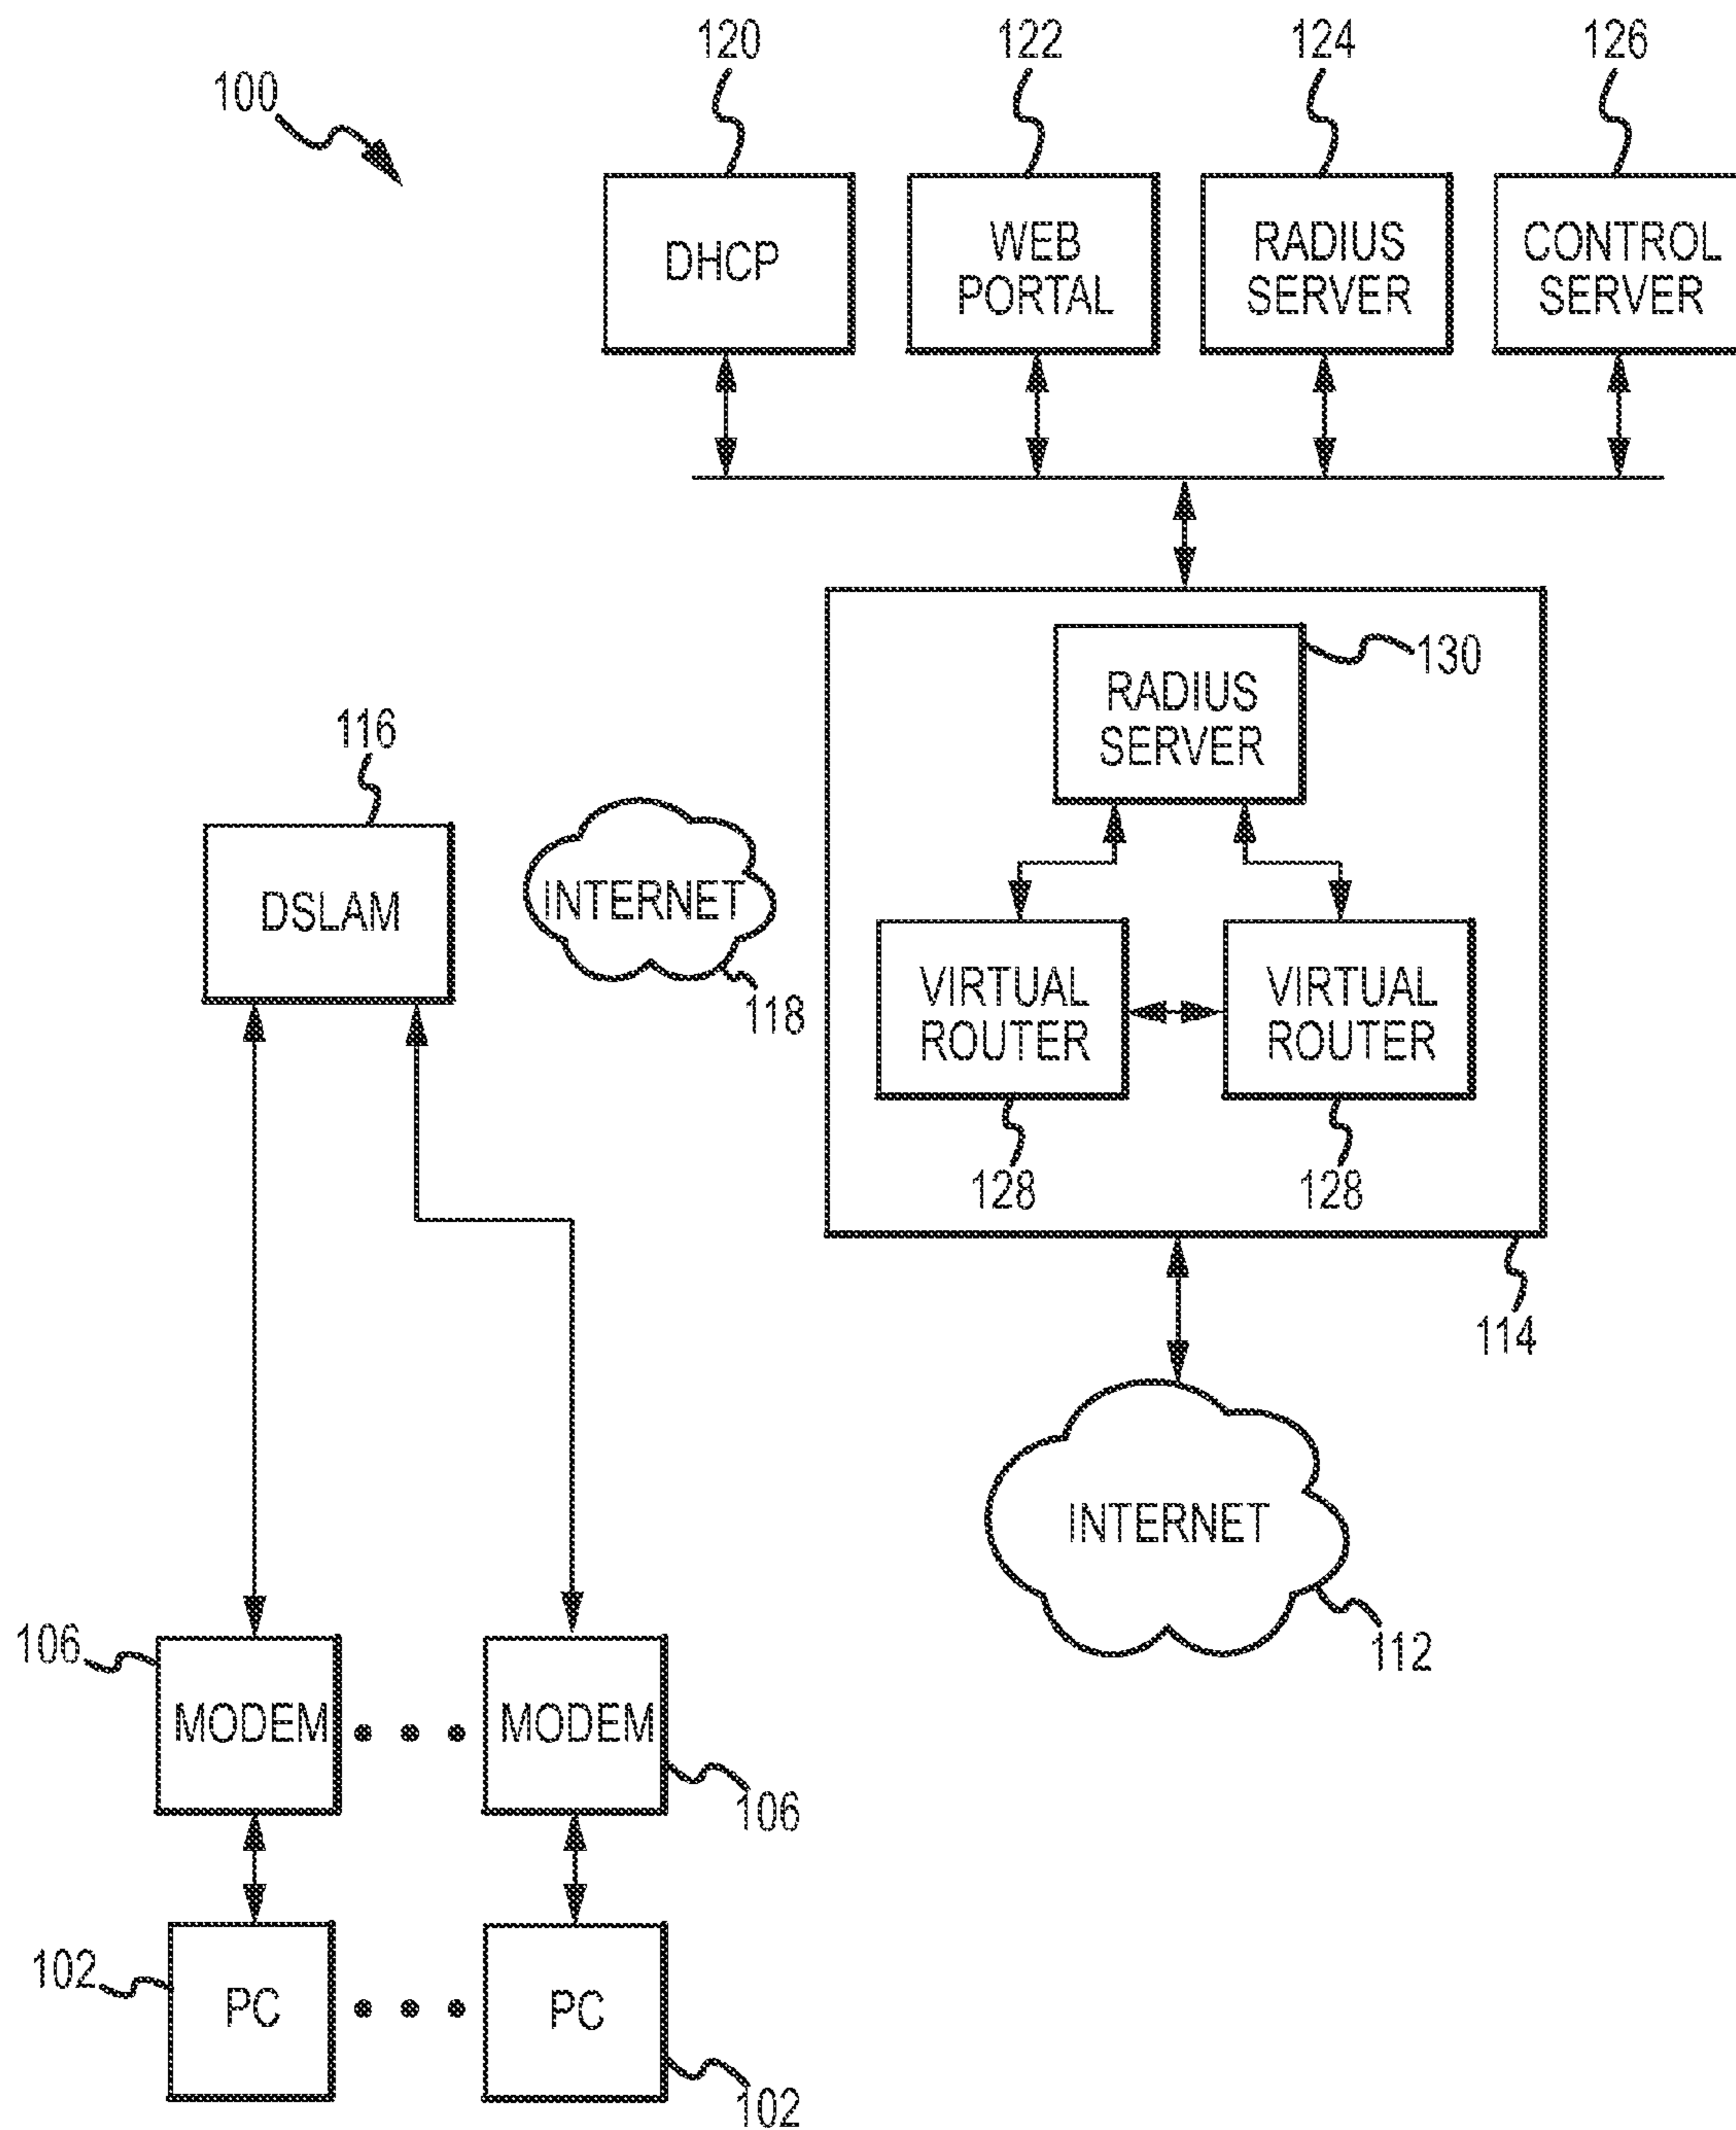 100
120
122
124
126
DHCP
WEB
PORTAL
RADIUS
SERVER
CONTROL
SERVER
RADIUS
SERVER
130
116
DSLAM
INTERNET
118
VIRTUAL
ROUTER
VIRTUAL
ROUTER
128
128
114
INTERNET
112
106
MODEM
MODEM
106
102
PC
PC
102